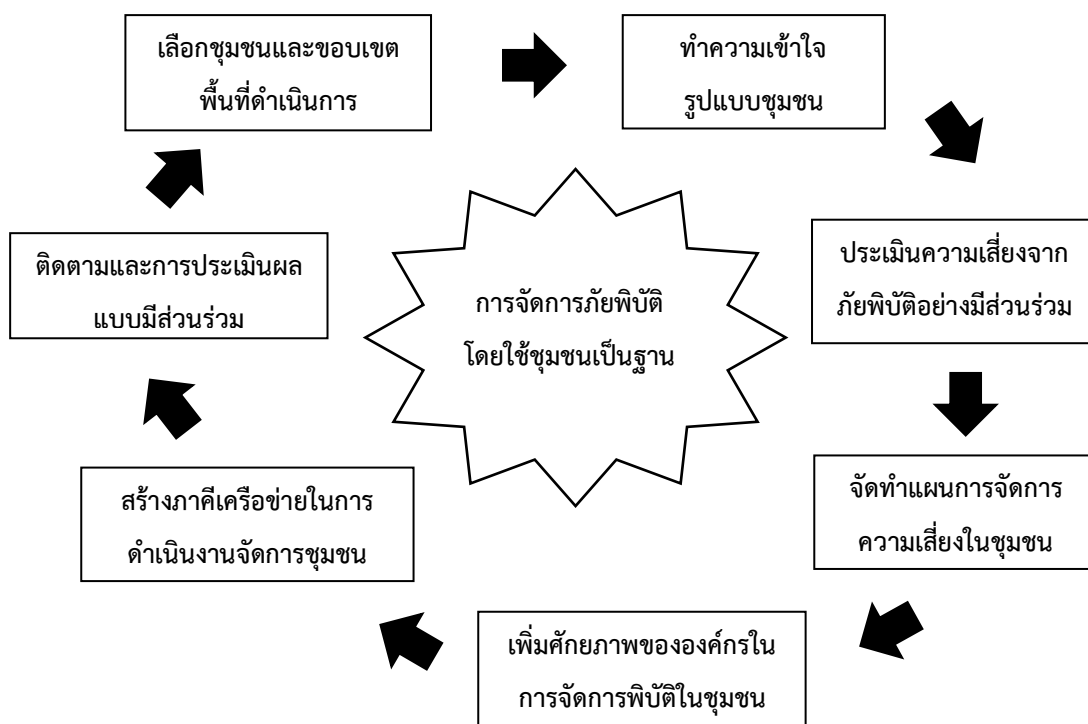 เลือกชุมชนและขอบเขต
พื้นที่ดำเนินการ
ทำความเข้าใจ
รูปแบบชุมชน
ประเมินความเสี่ยงจาก
ภัยพิบัติอย่างมีส่วนร่วม
จัดทำแผนการจัดการ
ความเสี่ยงในชุมชน
เพิ่มศักยภาพขององค์กรใน
การจัดการพิบัติในชุมชน
สร้างภาคีเครือข่ายในการ
ดำเนินงานจัดการชุมชน
ติดตามและการประเมินผล
แบบมีส่วนร่วม
การจัดการภัยพิบัติ
โดยใช้ชุมชนเป็นฐาน